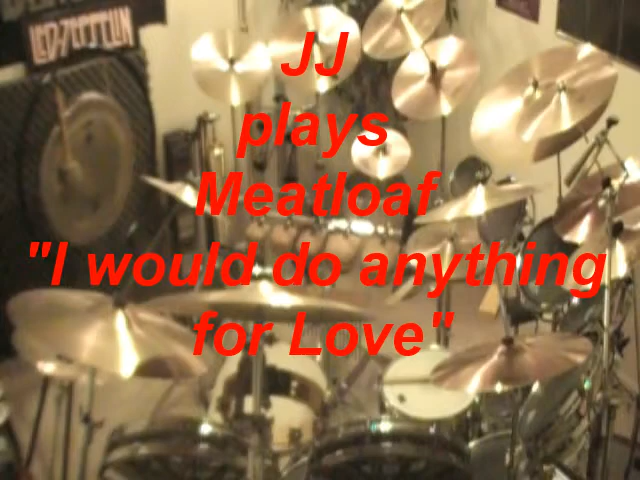 LED-ZEPPELIN
JJ
plays
Meatloaf
"I would do anything
for Love"